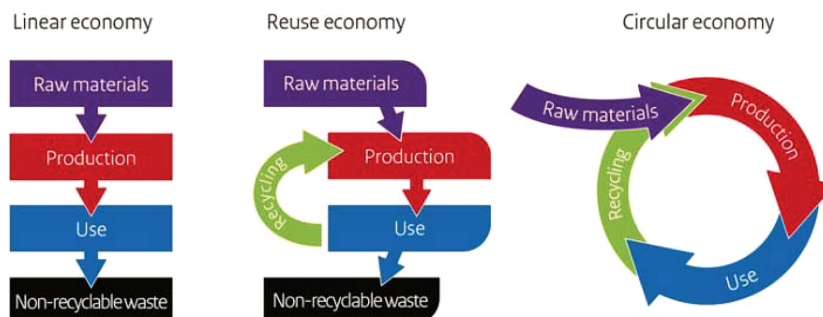 Linear economy
Raw materials
Production
Use
Non-recyclable waste
Reuse economy
Raw materials
Production
Recycling
Use
Non-recyclable waste
Circular economy
Raw materials
Production
Recycling
Use